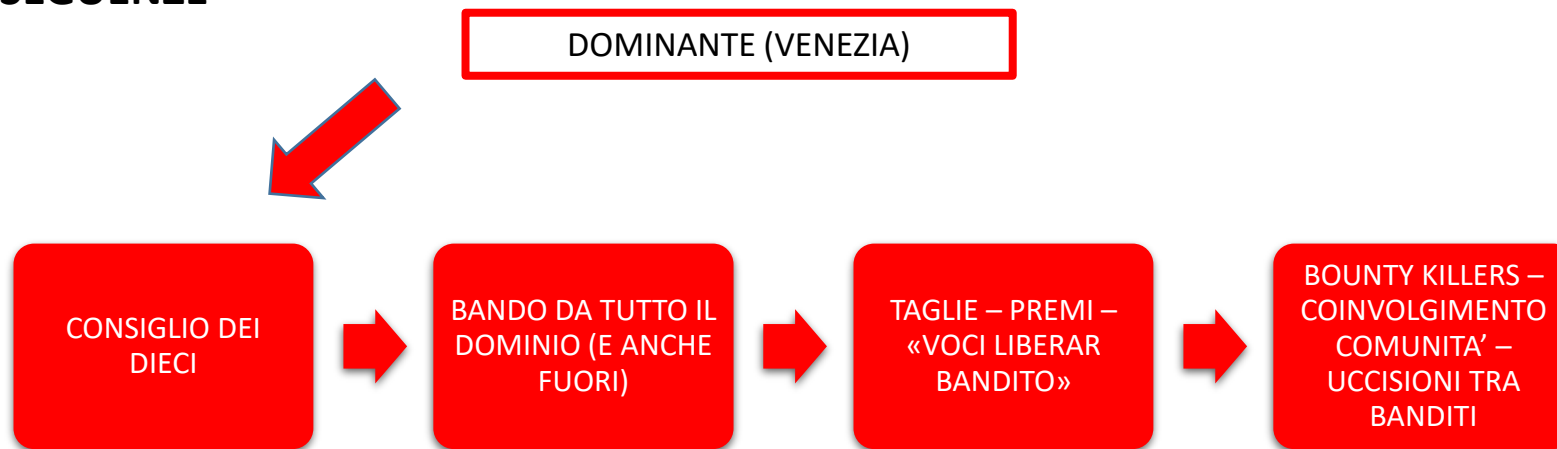 DOMINANTE (VENEZIA)
CONSIGLIO DEI
DIECI
BANDO DA TUTTO IL
DOMINIO (E ANCHE
FUORI)
TAGLIE – PREMI –
«VOCI LIBERAR
BANDITO»
BOUNTY KILLERS –
COINVOLGIMENTO
COMUNITA’ –
UCCISIONI TRA
BANDITI